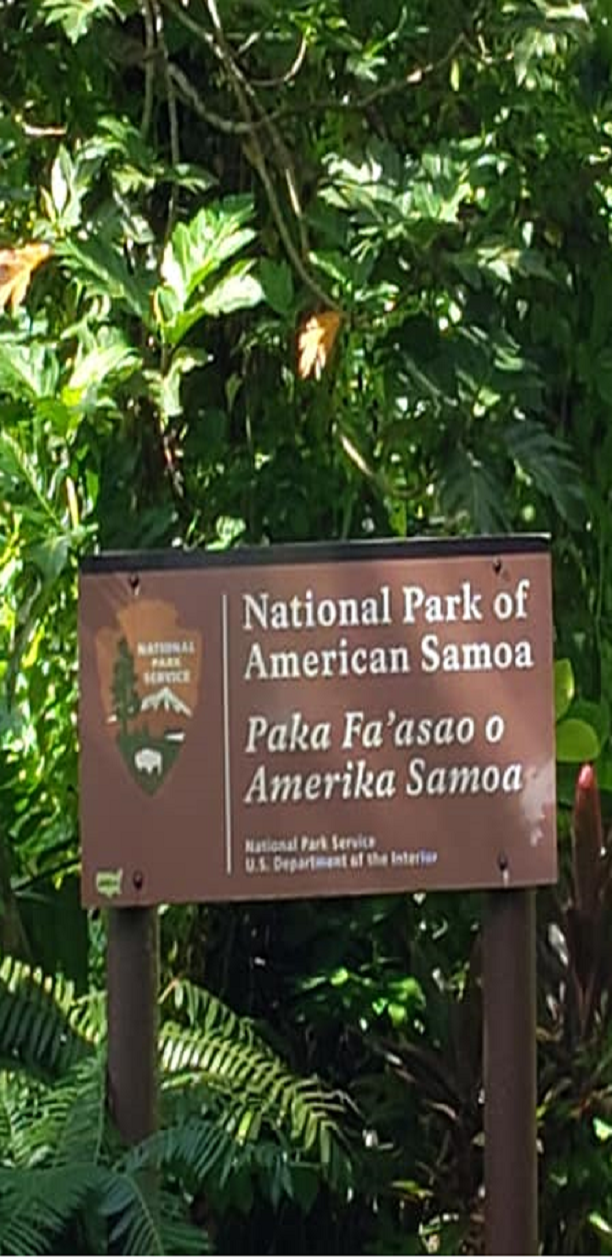 NATIONAL
PARK
SERVICE
National Park of
American Samoa
Paka Fa'asao o
Amerika Samoa
National Park Service
U.S. Department of the Interior